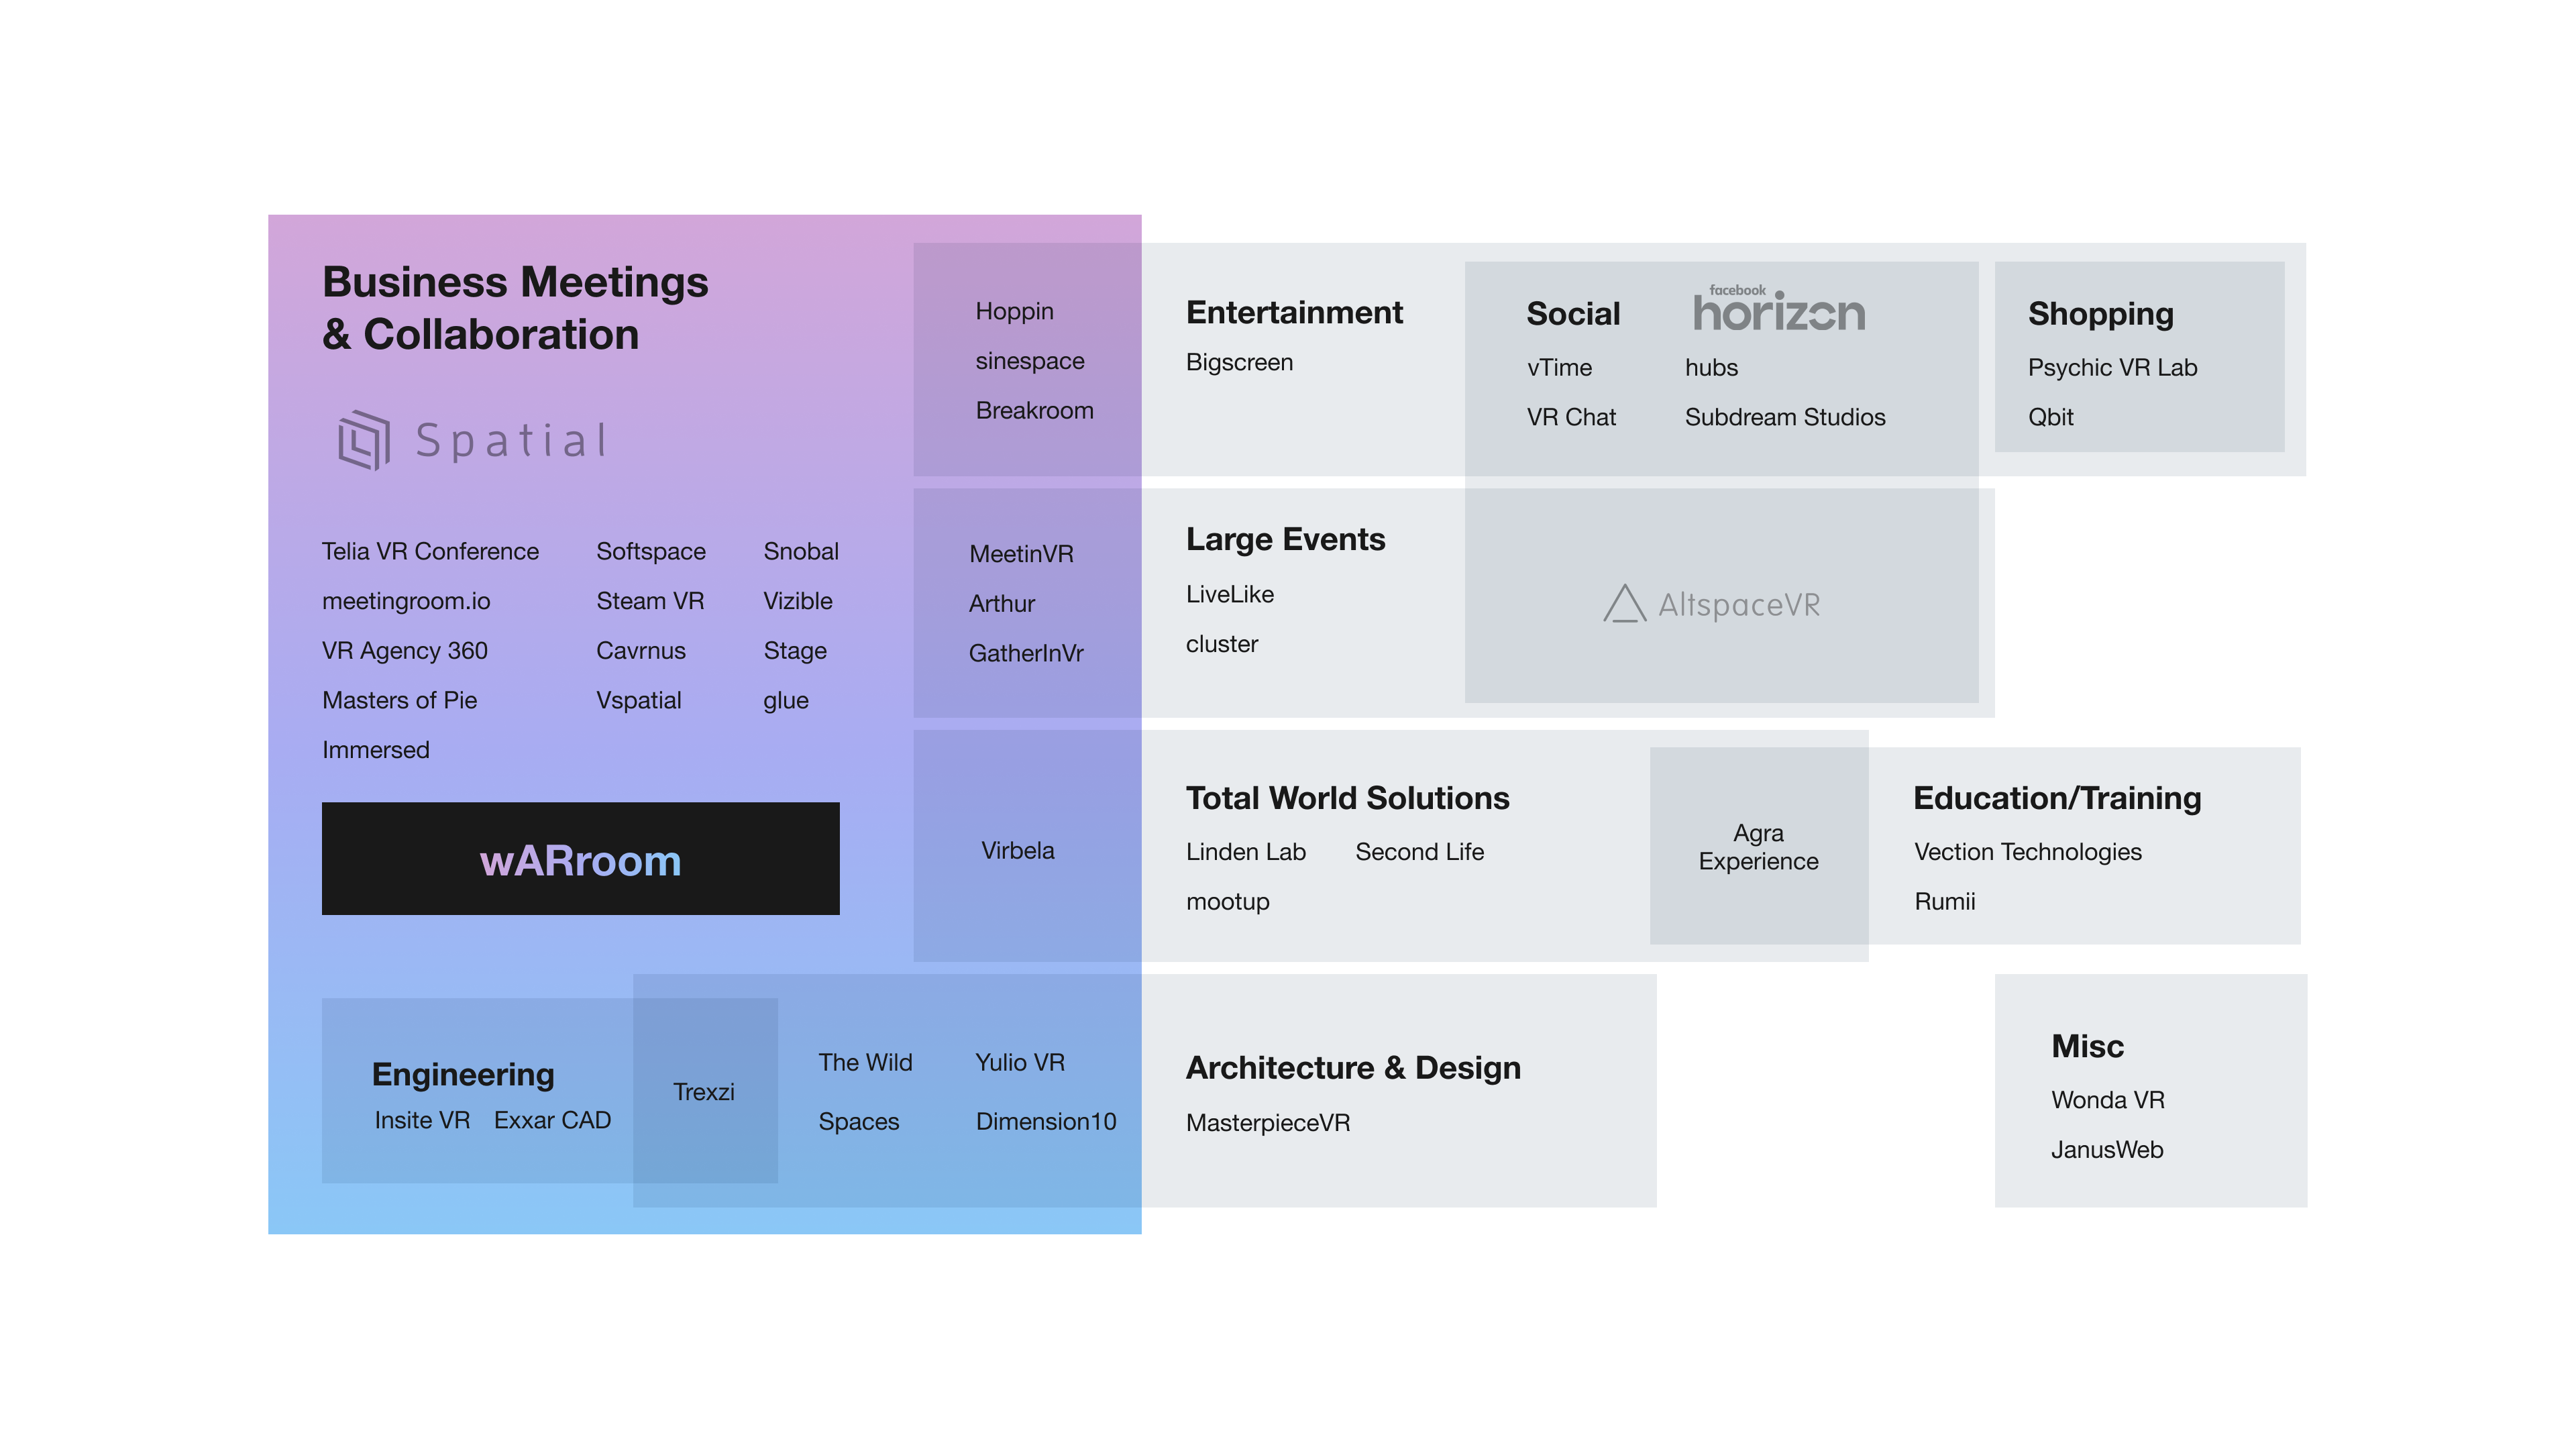 Business Meetings
& Collaboration
Spatial
Telia VR Conference
meetingroom.io
VR Agency 360
Masters of Pie
Immersed
Softspace
Steam VR
Cavrnus
Vspatial
Snobal
Vizible
Stage
glue
wARroom
Hoppin
sinespace
Breakroom
Entertainment
Bigscreen
Social
facebook
horizon
vTime
VR Chat
hubs
Subdream Studios
Shopping
Psychic VR Lab
Qbit
MeetinVR
Arthur
GatherInVr
Large Events
LiveLike
cluster
AltspaceVR
Virbela
Total World Solutions
Linden Lab
Second Life
mootup
Agra
Experience
Education/Training
Vection Technologies
Rumii
Engineering
Insite VR
Exxar CAD
Trexzi
The Wild
Spaces
Yulio VR
Dimension10
Architecture & Design
MasterpieceVR
Misc
Wonda VR
JanusWeb